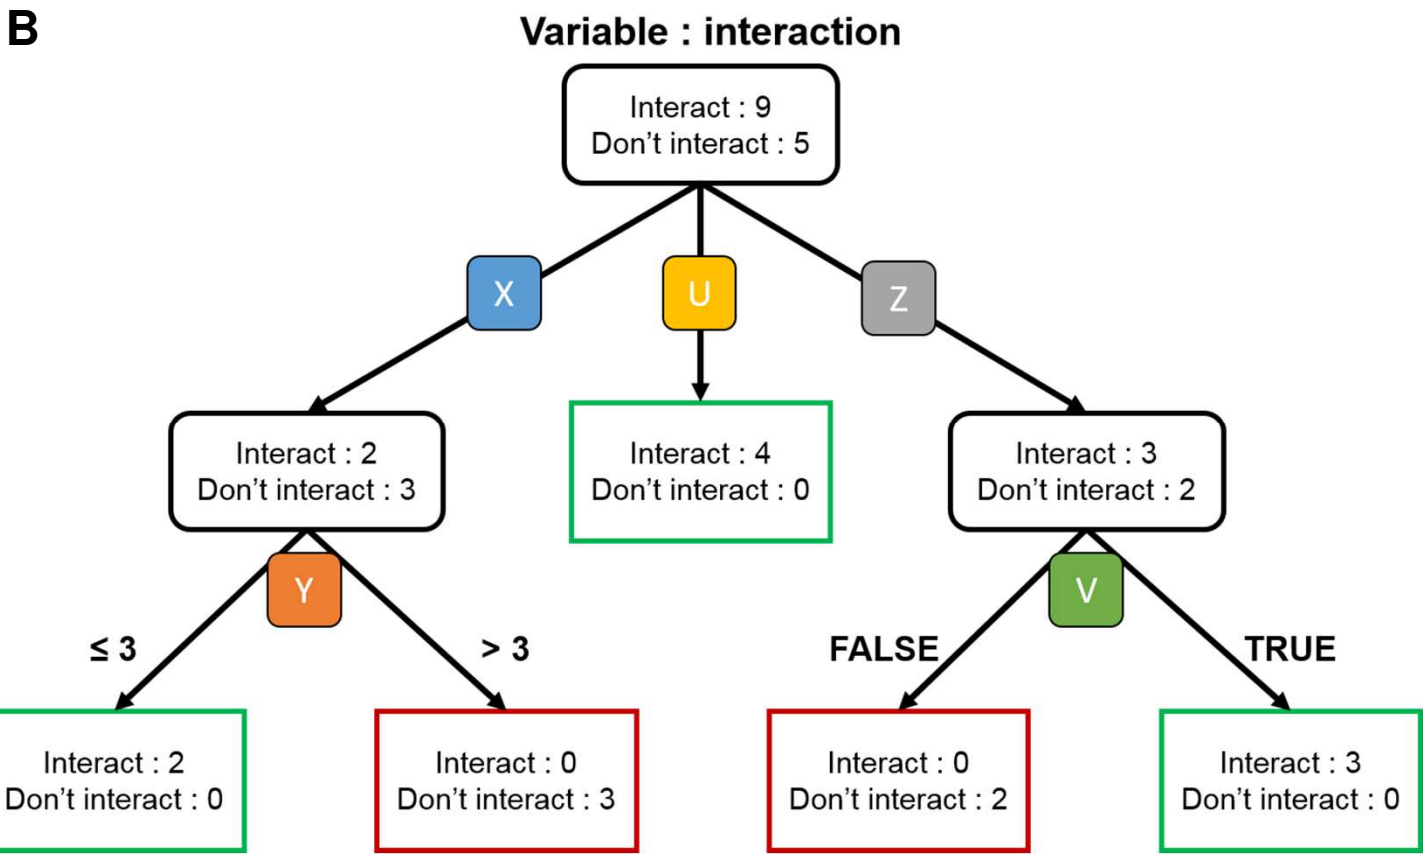 B
Variable : interaction
Interact : 9
Don’t interact : 5
X
U
Z
Interact : 2
Don’t interact : 3
Interact : 4
Don’t interact : 0
Interact : 3
Don’t interact : 2
Y
V
≤ 3
> 3
FALSE
TRUE
Interact : 2
Don’t interact : 0
Interact : 0
Don’t interact : 3
Interact : 0
Don’t interact : 2
Interact : 3
Don’t interact : 0